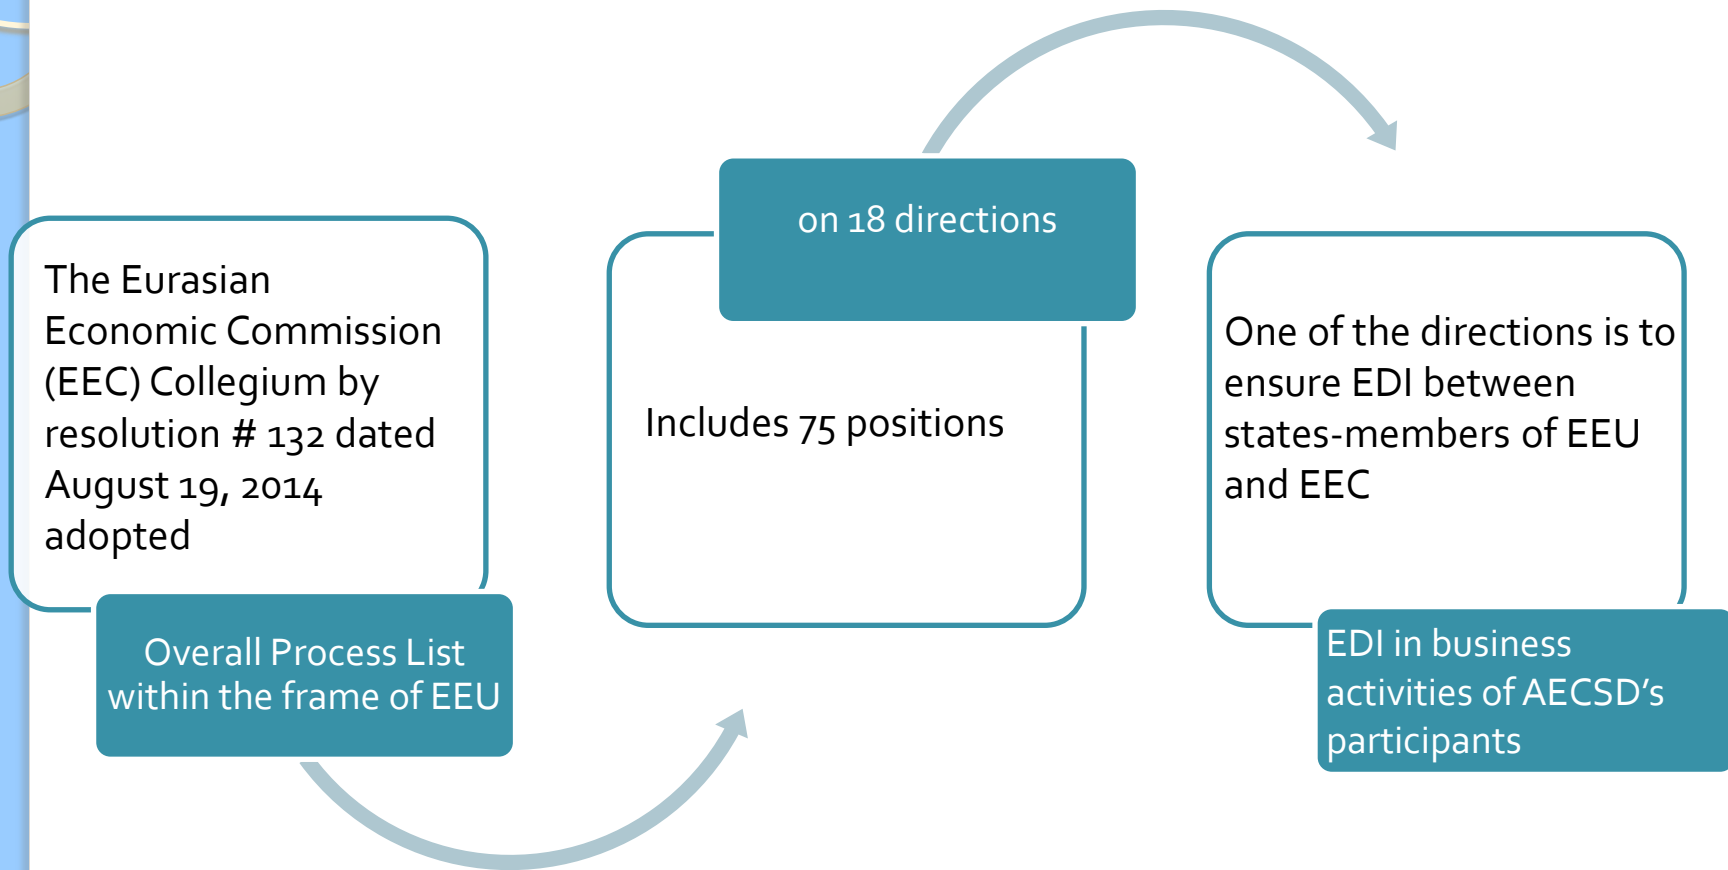 The Eurasian
Economic Commission
(EEC) Collegium by
resolution # 132 dated
August 19, 2014
adopted
Overall Process List
within the frame of EEU
on 18 directions
Includes 75 positions
One of the directions is to
ensure EDI between
states-members of EEU
and EEC
EDI in business
activities of AECSD's
participants